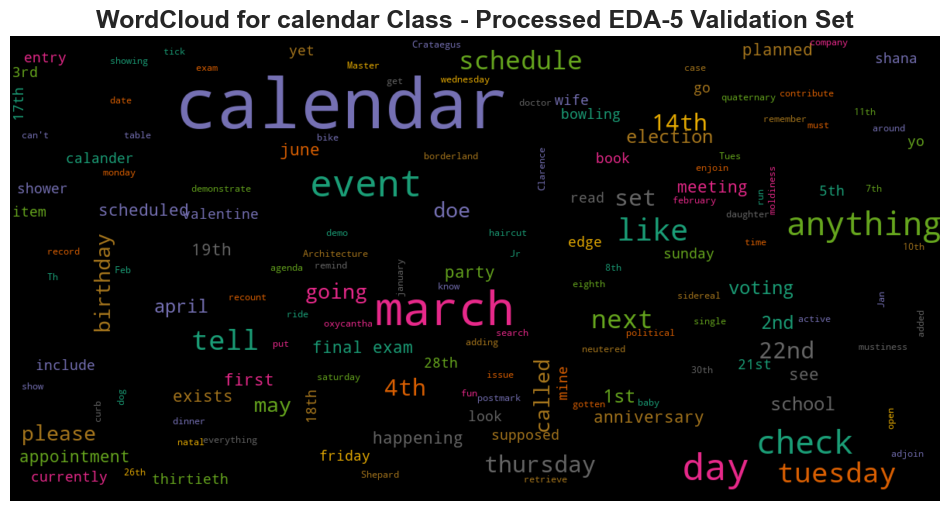 WordCloud for calendar Class - Processed EDA-5 Validation Set
entry
tick
showing
exam
yet
Master
Crataegus
get
wednesday
schedule
planned
company
shana
3rd
17th
date
calendar
doctor
wife
bowling
case
go
quaternary
contribute
remember
must
11th
around
yo
can't
table
bike
14th
election
calander
monday
june
borderland
Clarence
book
Tues
enjoin
shower
demonstrate
event
read
set
meeting
february
run
moldiness
5th
7th
item
scheduled
valentine
doe
haircut
like
daughter
anything
10th
record
19th
demo
Architecture
Jr
edge
sunday
time
Th
Feb
birthday
agenda
remind
january
party
know
8th
eighth
sidereal
voting
Jan
april
recount
going
ride
oxycantha
march
search
next
single
political
2nd
active
added
tell
put
final exam
adding
neutered
22nd
mustiness
include
first
saturday
28th
issue
fun
postmark
30th
21st
see
show
dog
curb
exists
may
18th
4th
look
called
mine
gotten
1st
baby
anniversary
school
open
please
dinner
natal
everything
happening
supposed
check
adjoin
appointment
currently
26th
thirtieth
friday
Shepard
thursday
retrieve
day
tuesday